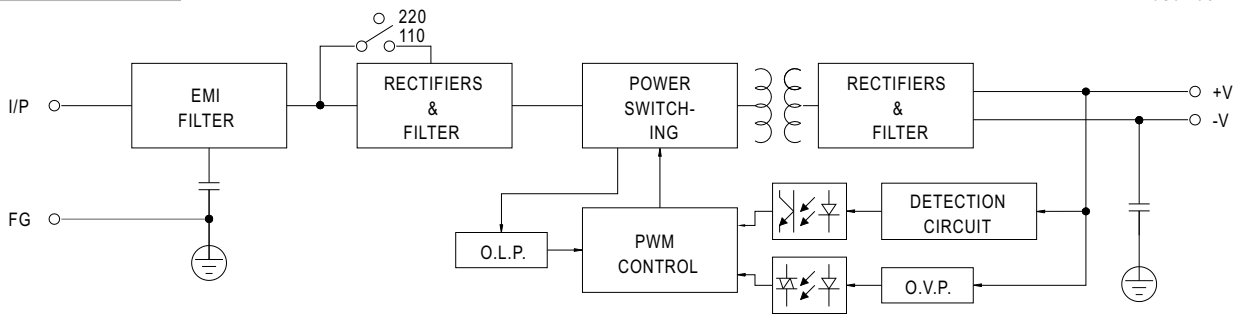 220
110
I/P
EMI
FILTER
RECTIFIERS
&
FILTER
POWER
SWITCH-
ING
RECTIFIERS
&
FILTER
+V
-V
FG
O.L.P.
PWM
CONTROL
DETECTION
CIRCUIT
O.V.P.